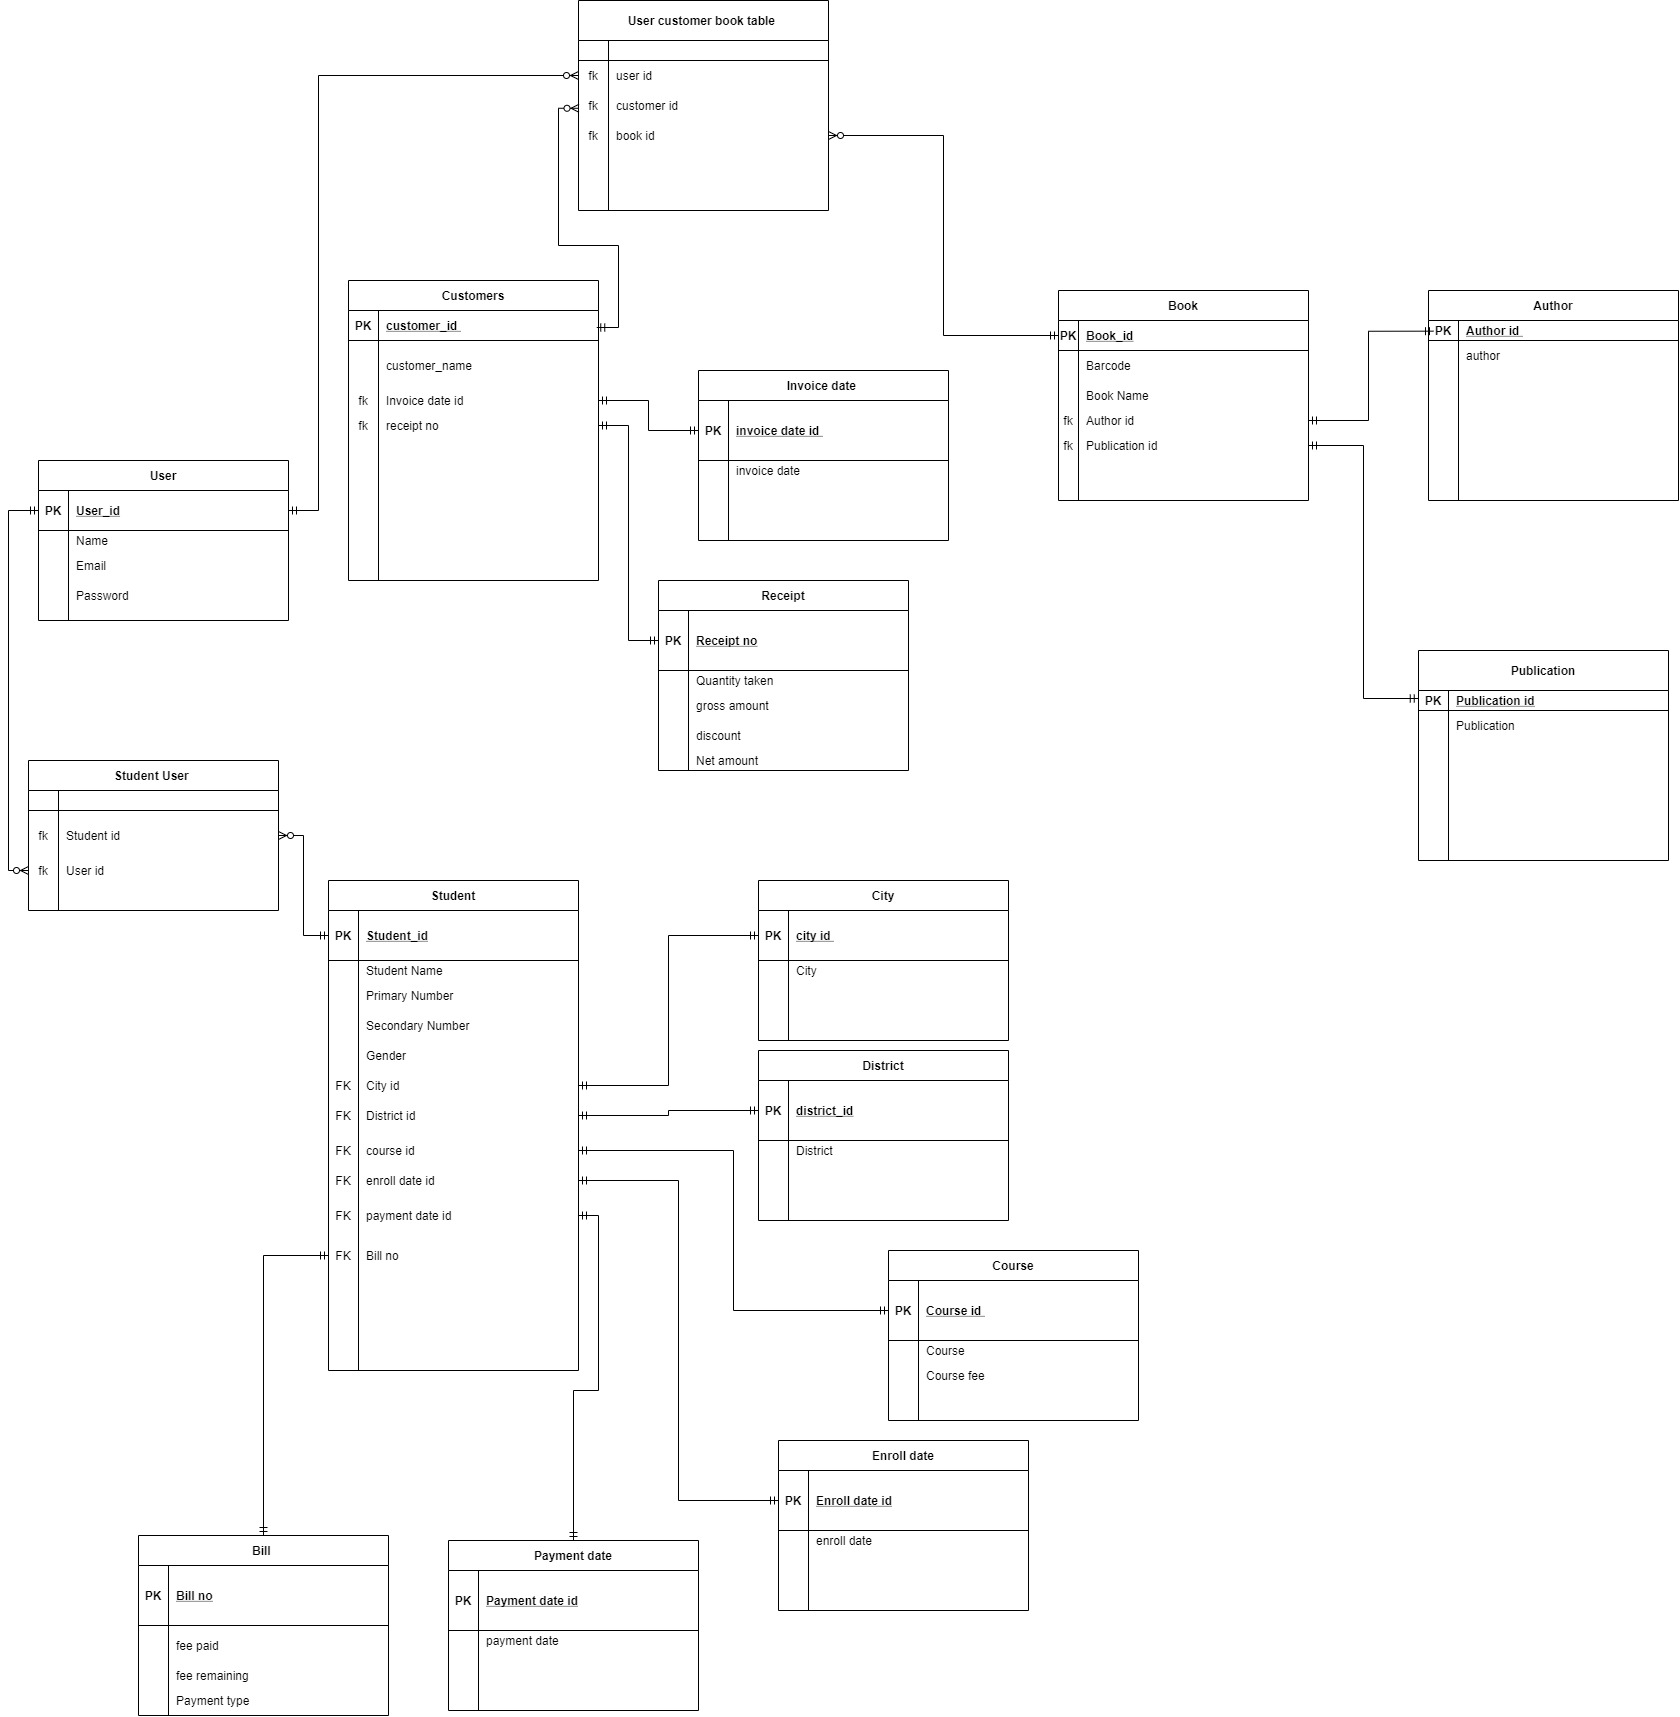 User customer book table
fk user id
fk customer id
fk book id
Customers
PK customer_id
customer_name
fk Invoice date id
fk receipt no
Invoice date
PK invoice date id
invoice date
Book
PK Book_id
Barcode
Book Name
fk Author id
fk Publication id
Author
PK Author id
author
User
PK User_id
Name
Email
Password
Receipt
PK Receipt no
Quantity taken
gross amount
discount
Net amount
Publication
PK Publication id
Publication
Student User
fk Student id
fk User id
Student
PK Student_id
Student Name
Primary Number
Secondary Number
Gender
FK City id
FK District id
FK course id
FK enroll date id
FK payment date id
FK Bill no
City
PK city id
City
District
PK district_id
District
Course
PK Course id
Course
Course fee
Enroll date
PK Enroll date id
enroll date
Bill
PK Bill no
fee paid
fee remaining
Payment type
Payment date
PK Payment date id
payment date